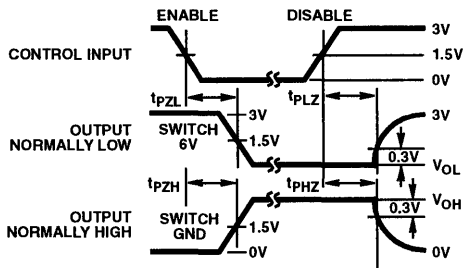 ENABLE DISABLE
3V
CONTROL INPUT 1.5V
0V
tPZL tPLZ
3V 3V
OUTPUT NORMALLY LOW
SWITCH 6V
1.5V
0.3V
VOL
tPZH tPHZ
VOH
0.3V
OUTPUT NORMALLY HIGH
SWITCH GND
1.5V
0V 0V